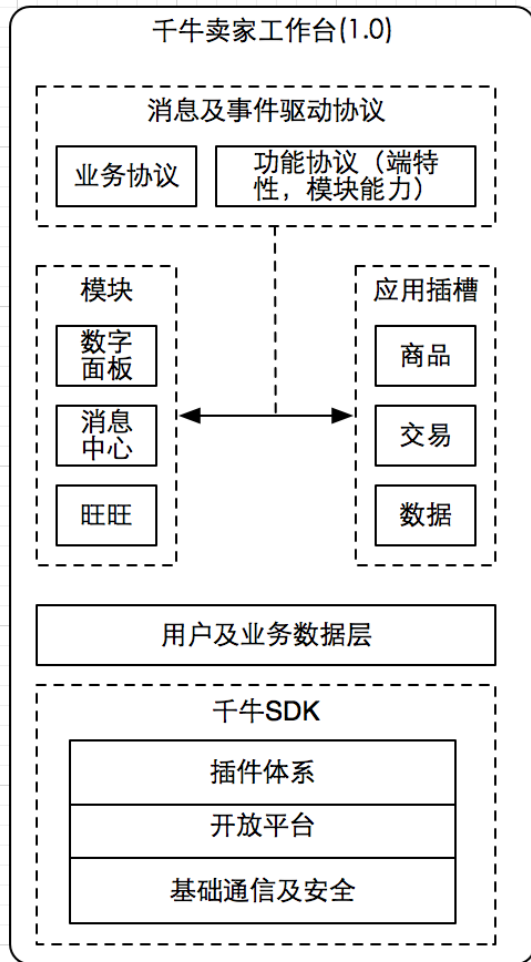 千牛卖家工作台(1.0)
消息及事件驱动协议
业务协议
功能协议（端特
性，模块能力）
模块
数字
面板
消息
中心
旺旺
应用插槽
商品
交易
数据
用户及业务数据层
千牛SDK
插件体系
开放平台
基础通信及安全